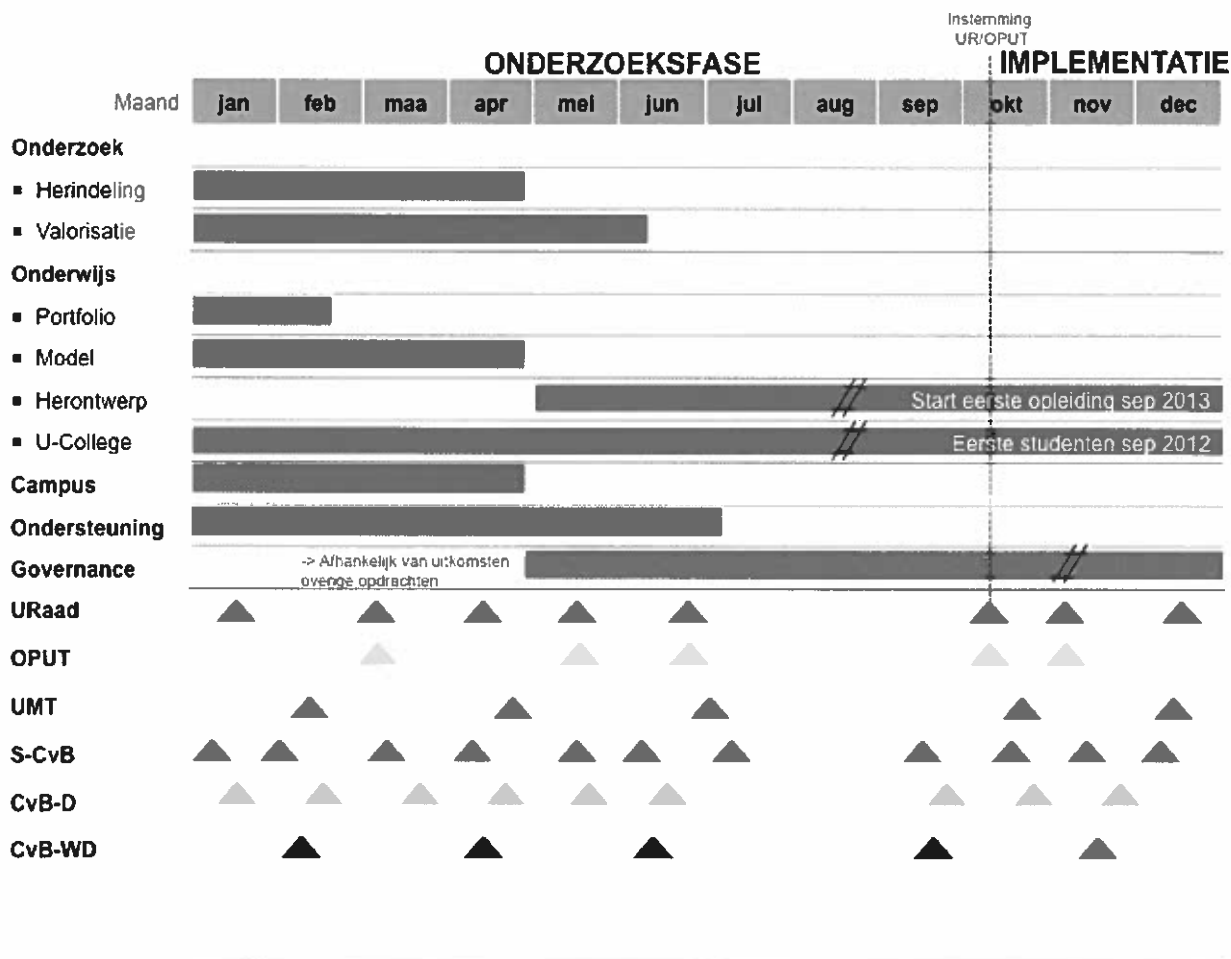 Instemming
UR/OPUT
ONDERZOEKSFASE IMPLEMENTATIE
Maand jan feb maa apr mei jun jul aug sep okt nov dec
Onderzoek
▪ Herindeling
▪ Valorisatie
Onderwijs
▪ Portfolio
▪ Model
▪ Herontwerp Start eerste opleiding sep 2013
▪ U-College Eerste studenten sep 2012
Campus
Ondersteuning
Governance -> Afhankelijk van uitkomsten
overige opdrachten
URaad
OPUT
UMT
S-CvB
CvB-D
CvB-WD